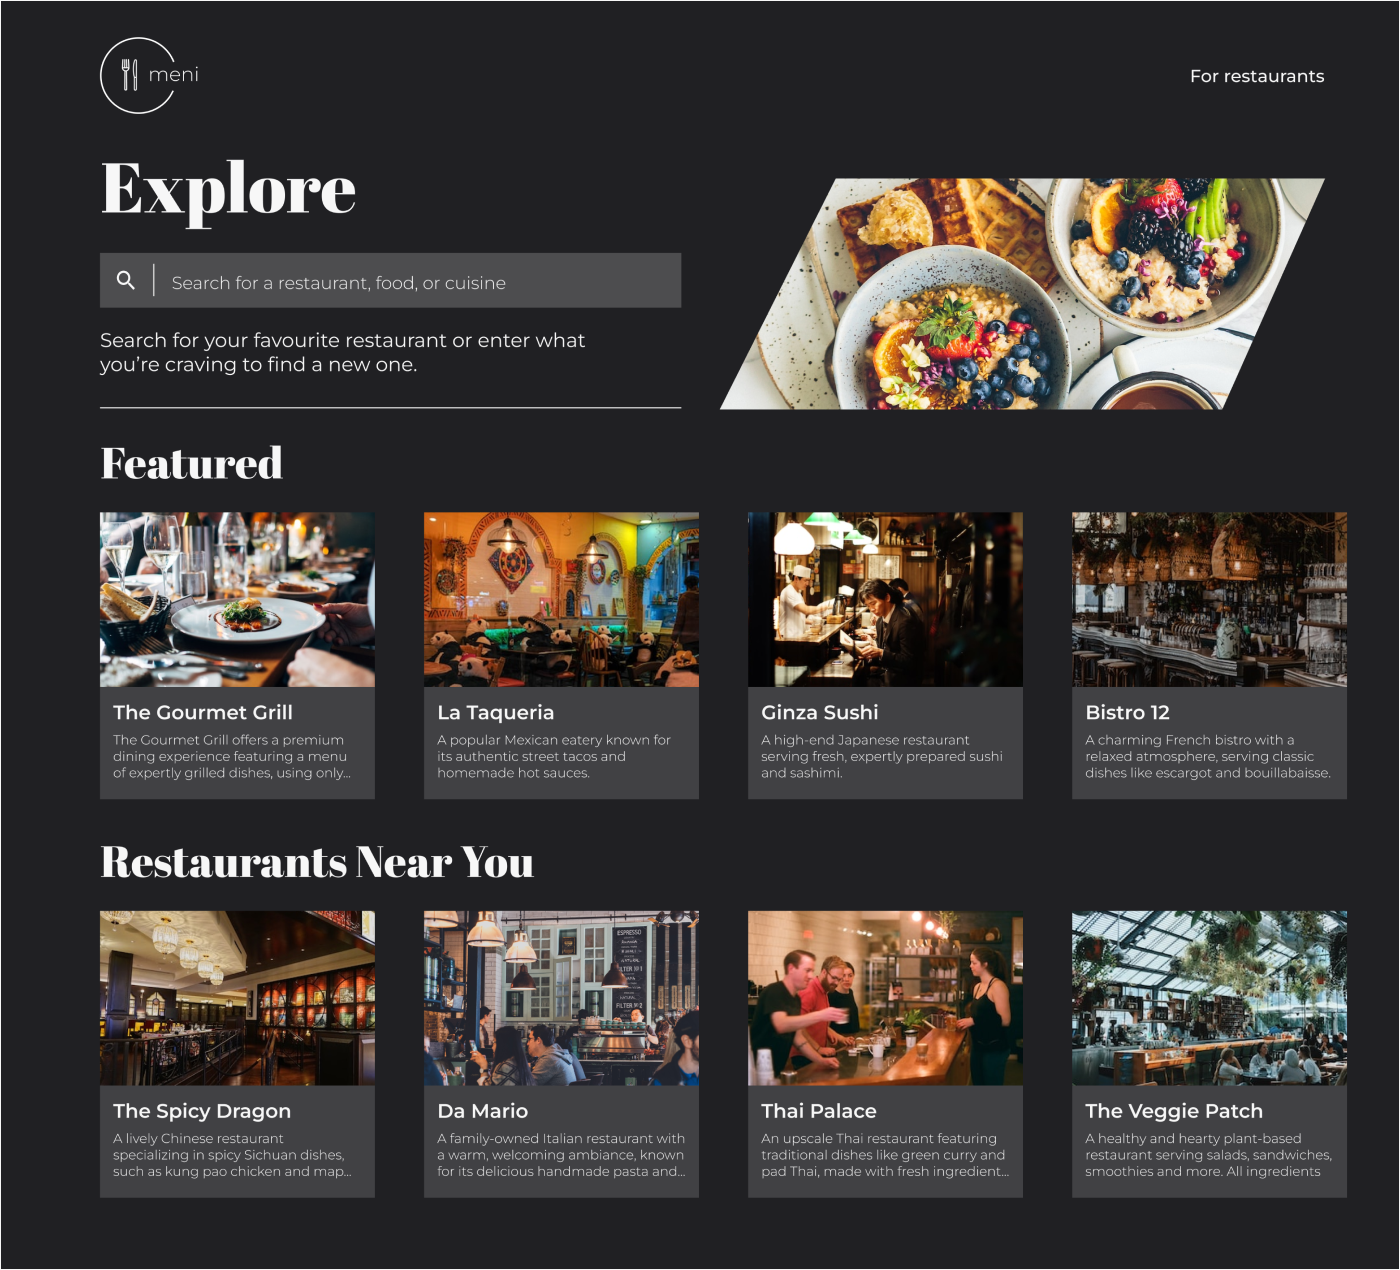 meni
For restaurants
Explore
Search for a restaurant, food, or cuisine
Search for your favourite restaurant or enter what
you're craving to find a new one.
Featured
The Gourmet Grill
The Gourmet Grill offers a premium
dining experience featuring a menu
of expertly grilled dishes, using only...
La Taqueria
A popular Mexican eatery known for
its authentic street tacos and
homemade hot sauces.
Ginza Sushi
A high-end Japanese restaurant
serving fresh, expertly prepared sushi
and sashimi.
Bistro 12
A charming French bistro with a
relaxed atmosphere, serving classic
dishes like escargot and bouillabaisse.
Restaurants Near You
ESPRESSO
FILTER Nº2
The Spicy Dragon
A lively Chinese restaurant
specializing in spicy Sichuan dishes,
such as kung pao chicken and map...
Da Mario
A family-owned Italian restaurant with
a warm, welcoming ambiance, known
for its delicious handmade pasta and...
Thai Palace
An upscale Thai restaurant featuring
traditional dishes like green curry and
pad Thai, made with fresh ingredient...
The Veggie Patch
A healthy and hearty plant-based
restaurant serving salads, sandwiches,
smoothies and more. All ingredients